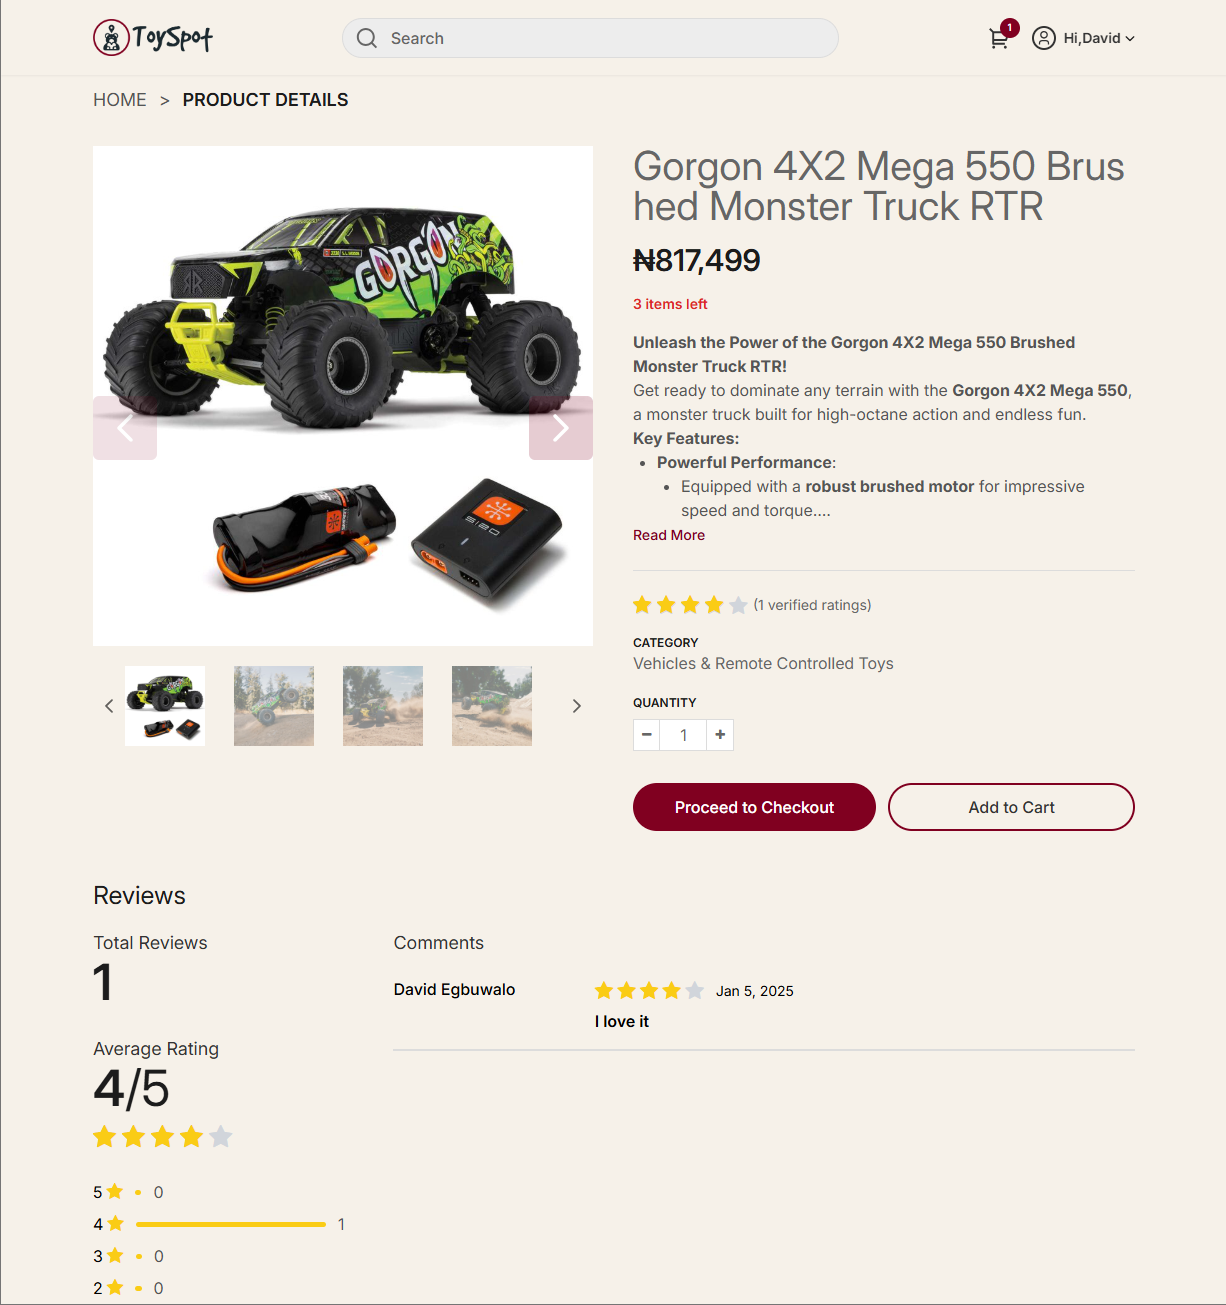 ToySpot
Search
1
Hi,David
HOME > PRODUCT DETAILS
Gorgon 4X2 Mega 550 Brus
hed Monster Truck RTR
₦817,499
3 items left
Unleash the Power of the Gorgon 4X2 Mega 550 Brushed
Monster Truck RTR!
Get ready to dominate any terrain with the Gorgon 4X2 Mega 550,
a monster truck built for high-octane action and endless fun.
Key Features:
• Powerful Performance:
• Equipped with a robust brushed motor for impressive
speed and torque....
Read More
(1 verified ratings)
CATEGORY
Vehicles & Remote Controlled Toys
QUANTITY
− 1 +
Proceed to Checkout
Add to Cart
GORGON
S120
Reviews
Total Reviews
1
Average Rating
4/5
5 0
4 1
3 0
2 0
Comments
David Egbuwalo
Jan 5, 2025
I love it